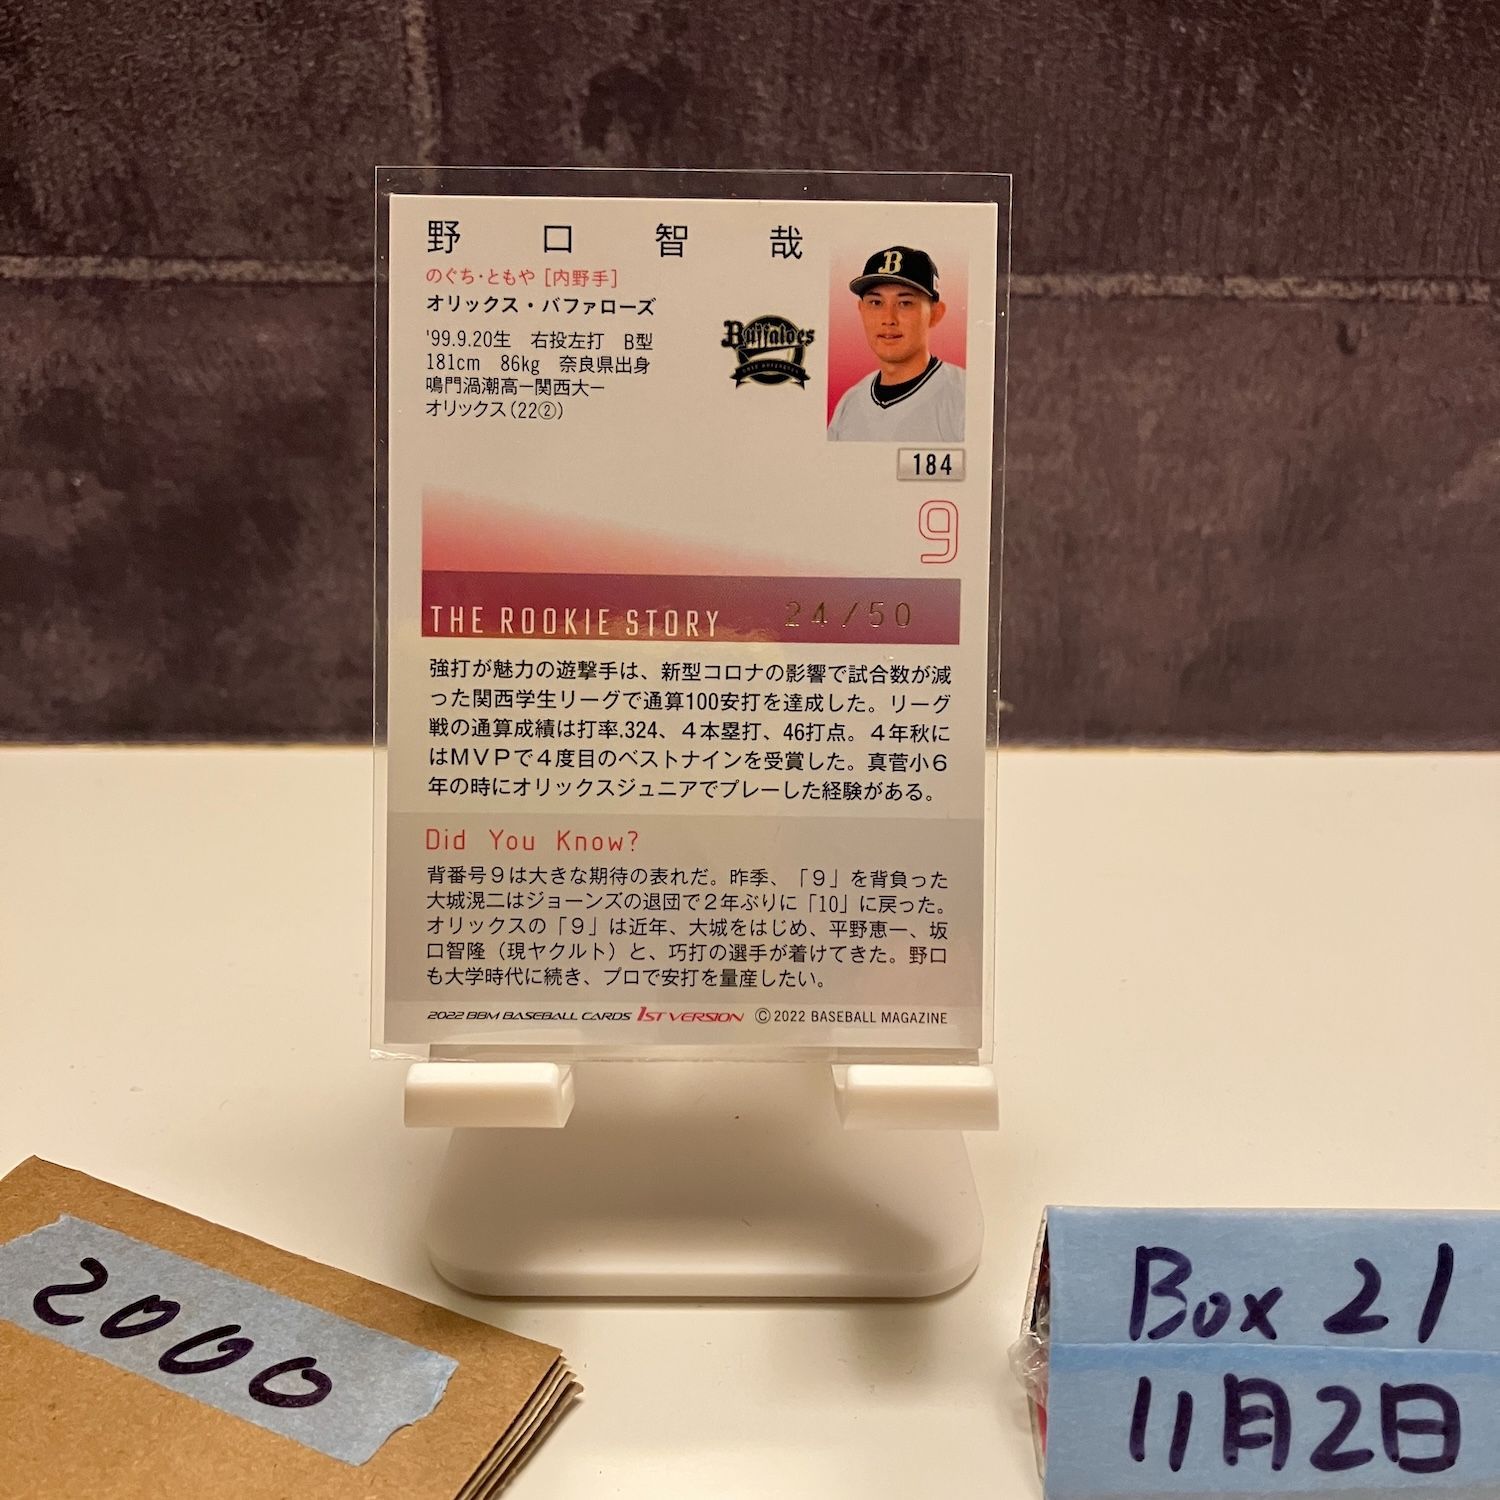 野口智哉
のぐち・ともや [内野手]
オリックス・バファローズ
'99.9.20生 右投左打 B型
181cm 86kg 奈良県出身
鳴門渦潮高ー関西大ー
オリックス(22②)
Buffaloes
B
184
9
THE ROOKIE STORY 24/50
強打が魅力の遊撃手は、新型コロナの影響で試合数が減
った関西学生リーグで通算100安打を達成した。リーグ
戦の通算成績は打率.324、４本塁打、46打点。４年秋に
はＭＶＰで４度目のベストナインを受賞した。真菅小６
年の時にオリックスジュニアでプレーした経験がある。
Did You Know?
背番号９は大きな期待の表れだ。昨季、「９」を背負った
大城滉二はジョーンズの退団で２年ぶりに「10」に戻った。
オリックスの「９」は近年、大城をはじめ、平野恵一、坂
口智隆（現ヤクルト）と、巧打の選手が着けてきた。野口
も大学時代に続き、プロで安打を量産したい。
2022 BBM BASEBALL CARDS 1ST VERSION ©2022 BASEBALL MAGAZINE
2000
Box 21
11月2日